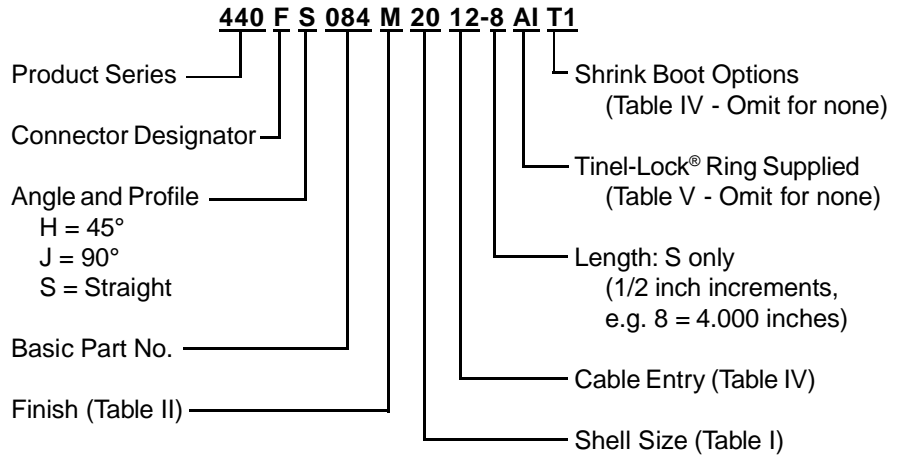 440 F S 084 M 20 12-8 AI T1
Product Series
Connector Designator
Angle and Profile
H = 45°
J = 90°
S = Straight
Basic Part No.
Finish (Table II)
Shrink Boot Options
(Table IV - Omit for none)
Tinel-Lock® Ring Supplied
(Table V - Omit for none)
Length: S only
(1/2 inch increments,
e.g. 8 = 4.000 inches)
Cable Entry (Table IV)
Shell Size (Table I)